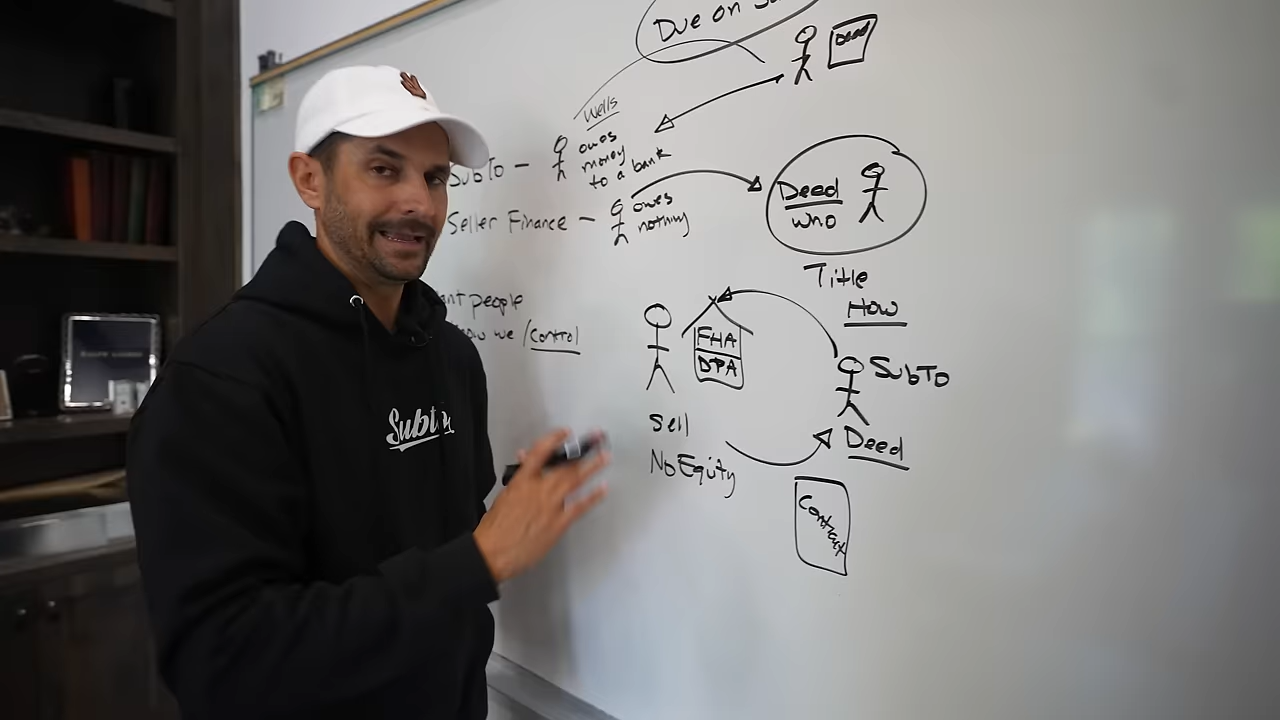 Due on
Deed
Wells
SubTo – owes
money
to a bank
Seller Finance – owes
nothing
Deed
who
Title
How
people
we / Control
FHA
DPA
SubTo
Sell
No Equity
Deed
Contract
Subto